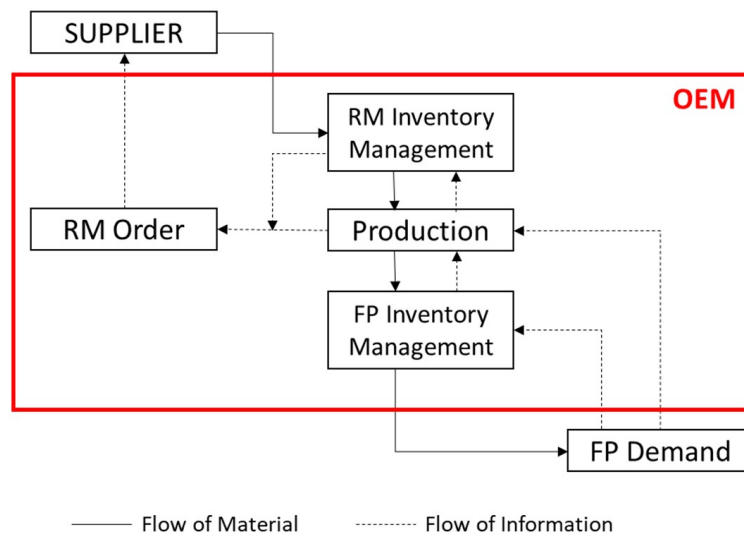 SUPPLIER
OEM
RM Inventory
Management
RM Order
Production
FP Inventory
Management
FP Demand
Flow of Material
Flow of Information